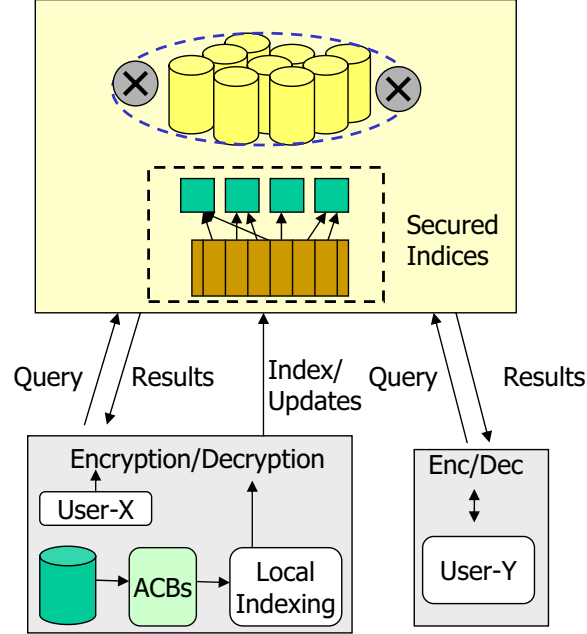 Secured
Indices
Query
Results
Index/
Updates
Query
Results
Encryption/Decryption
User-X
ACBs
Local
Indexing
Enc/Dec
User-Y